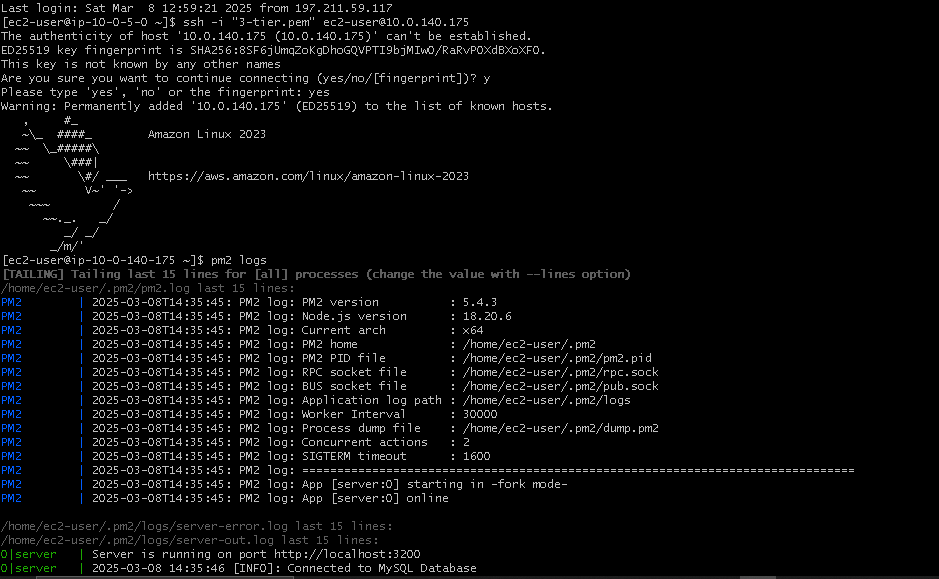 Last login: Sat Mar  8 12:59:21 2025 from 197.211.59.117
[ec2-user@ip-10-0-5-0 ~]$ ssh -i "3-tier.pem" ec2-user@10.0.140.175
The authenticity of host '10.0.140.175 (10.0.140.175)' can't be established.
ED25519 key fingerprint is SHA256:8SF6jUmqZoKgDhoGQVPTI9bjMIwO/RaRvPOXdBXoXF0.
This key is not known by any other names
Are you sure you want to continue connecting (yes/no/[fingerprint])? y
Please type 'yes', 'no' or the fingerprint: yes
Warning: Permanently added '10.0.140.175' (ED25519) to the list of known hosts.
   ,     #_
   ~\_  ####_        Amazon Linux 2023
  ~~  \_#####\
  ~~     \###|
  ~~       \#/ ___   https://aws.amazon.com/linux/amazon-linux-2023
   ~~       V~' '->
    ~~~         /
      ~~._.   _/
         _/ _/
       _/m/'
[ec2-user@ip-10-0-140-175 ~]$ pm2 logs
[TAILING] Tailing last 15 lines for [all] processes (change the value with --lines option)
/home/ec2-user/.pm2/pm2.log last 15 lines:
PM2        | 2025-03-08T14:35:45: PM2 log: PM2 version          : 5.4.3
PM2        | 2025-03-08T14:35:45: PM2 log: Node.js version      : 18.20.6
PM2        | 2025-03-08T14:35:45: PM2 log: Current arch         : x64
PM2        | 2025-03-08T14:35:45: PM2 log: PM2 home             : /home/ec2-user/.pm2
PM2        | 2025-03-08T14:35:45: PM2 log: PM2 PID file         : /home/ec2-user/.pm2/pm2.pid
PM2        | 2025-03-08T14:35:45: PM2 log: RPC socket file      : /home/ec2-user/.pm2/rpc.sock
PM2        | 2025-03-08T14:35:45: PM2 log: BUS socket file      : /home/ec2-user/.pm2/pub.sock
PM2        | 2025-03-08T14:35:45: PM2 log: Application log path : /home/ec2-user/.pm2/logs
PM2        | 2025-03-08T14:35:45: PM2 log: Worker Interval      : 30000
PM2        | 2025-03-08T14:35:45: PM2 log: Process dump file    : /home/ec2-user/.pm2/dump.pm2
PM2        | 2025-03-08T14:35:45: PM2 log: Concurrent actions   : 2
PM2        | 2025-03-08T14:35:45: PM2 log: SIGTERM timeout      : 1600
PM2        | 2025-03-08T14:35:45: PM2 log: ===============================================================================
PM2        | 2025-03-08T14:35:45: PM2 log: App [server:0] starting in -fork mode-
PM2        | 2025-03-08T14:35:45: PM2 log: App [server:0] online
/home/ec2-user/.pm2/logs/server-error.log last 15 lines:
/home/ec2-user/.pm2/logs/server-out.log last 15 lines:
0|server   | Server is running on port http://localhost:3200
0|server   | 2025-03-08 14:35:46 [INFO]: Connected to MySQL Database